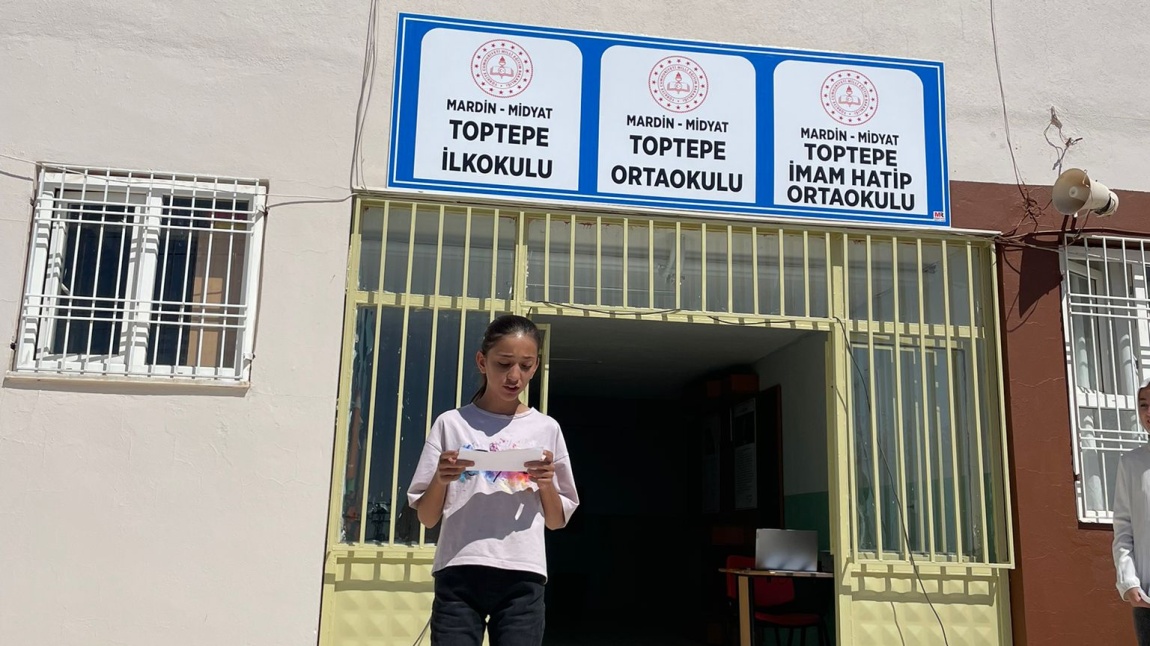 MARDİN - MİDYAT
TOPTEPE
İLKOKULU
MARDİN - MİDYAT
TOPTEPE
ORTAOKULU
MARDİN - MİDYAT
TOPTEPE
İMAM HATİP
ORTAOKULU